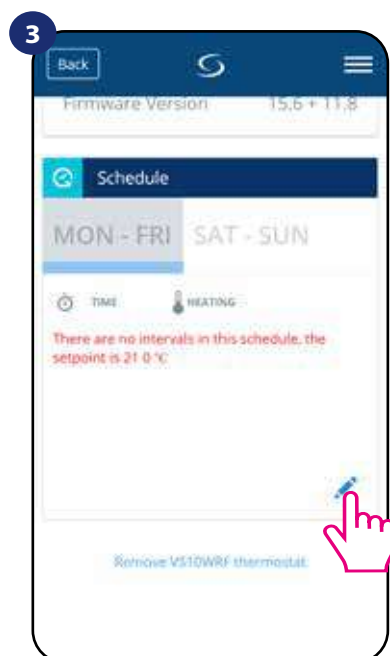 3
Back
Firmware Version 15.6 + 11.8
Schedule
MON - FRI SAT - SUN
TIME HEATING
There are no intervals in this schedule, the
setpoint is 21 0 °C
Remove VS10WRF thermostat